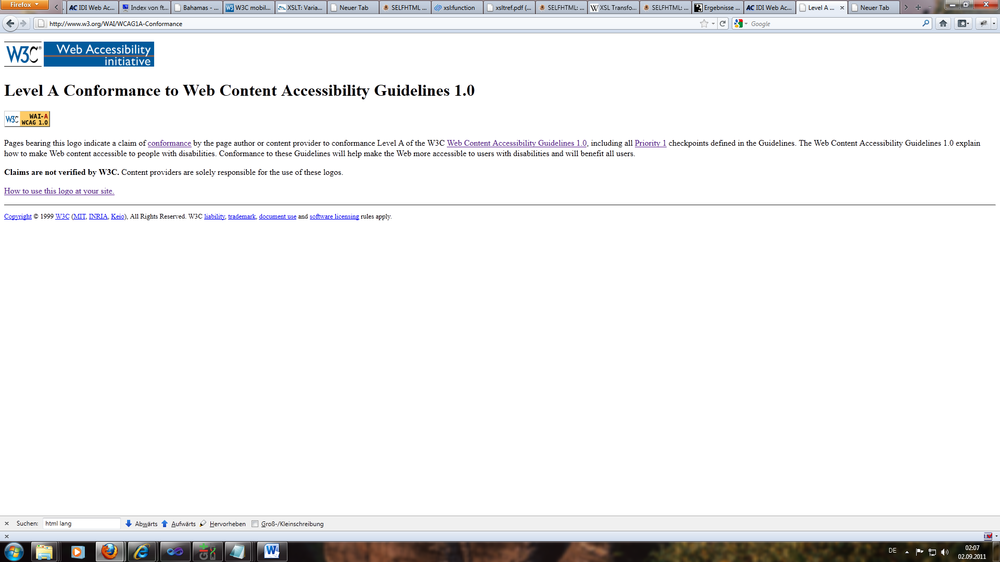 Firefox
IDI Web Ac...
Index von ft...
Bahamas - ...
W3C mobil...
XSLT: Varia...
Neuer Tab
SELFHTML ...
xsl:function
xsltref.pdf (...
SELFHTML: ...
XSL Transfo...
SELFHTML: ...
Ergebnisse ...
AC IDI Web Ac...
Level A ...
Neuer Tab
http://www.w3.org/WAI/WCAG1A-Conformance
Google
W3C® Web Accessibility
initiative
Level A Conformance to Web Content Accessibility Guidelines 1.0
W3C WAI-A
WCAG 1.0
Pages bearing this logo indicate a claim of conformance by the page author or content provider to conformance Level A of the W3C Web Content Accessibility Guidelines 1.0, including all Priority 1 checkpoints defined in the Guidelines. The Web Content Accessibility Guidelines 1.0 explain
how to make Web content accessible to people with disabilities. Conformance to these Guidelines will help make the Web more accessible to users with disabilities and will benefit all users.
Claims are not verified by W3C. Content providers are solely responsible for the use of these logos.
How to use this logo at your site.
Copyright © 1999 W3C (MIT, INRIA, Keio), All Rights Reserved. W3C liability, trademark, document use and software licensing rules apply.
Suchen: html lang Abwärts Aufwärts Hervorheben Groß-/Kleinschreibung
DE
02:07
02.09.2011